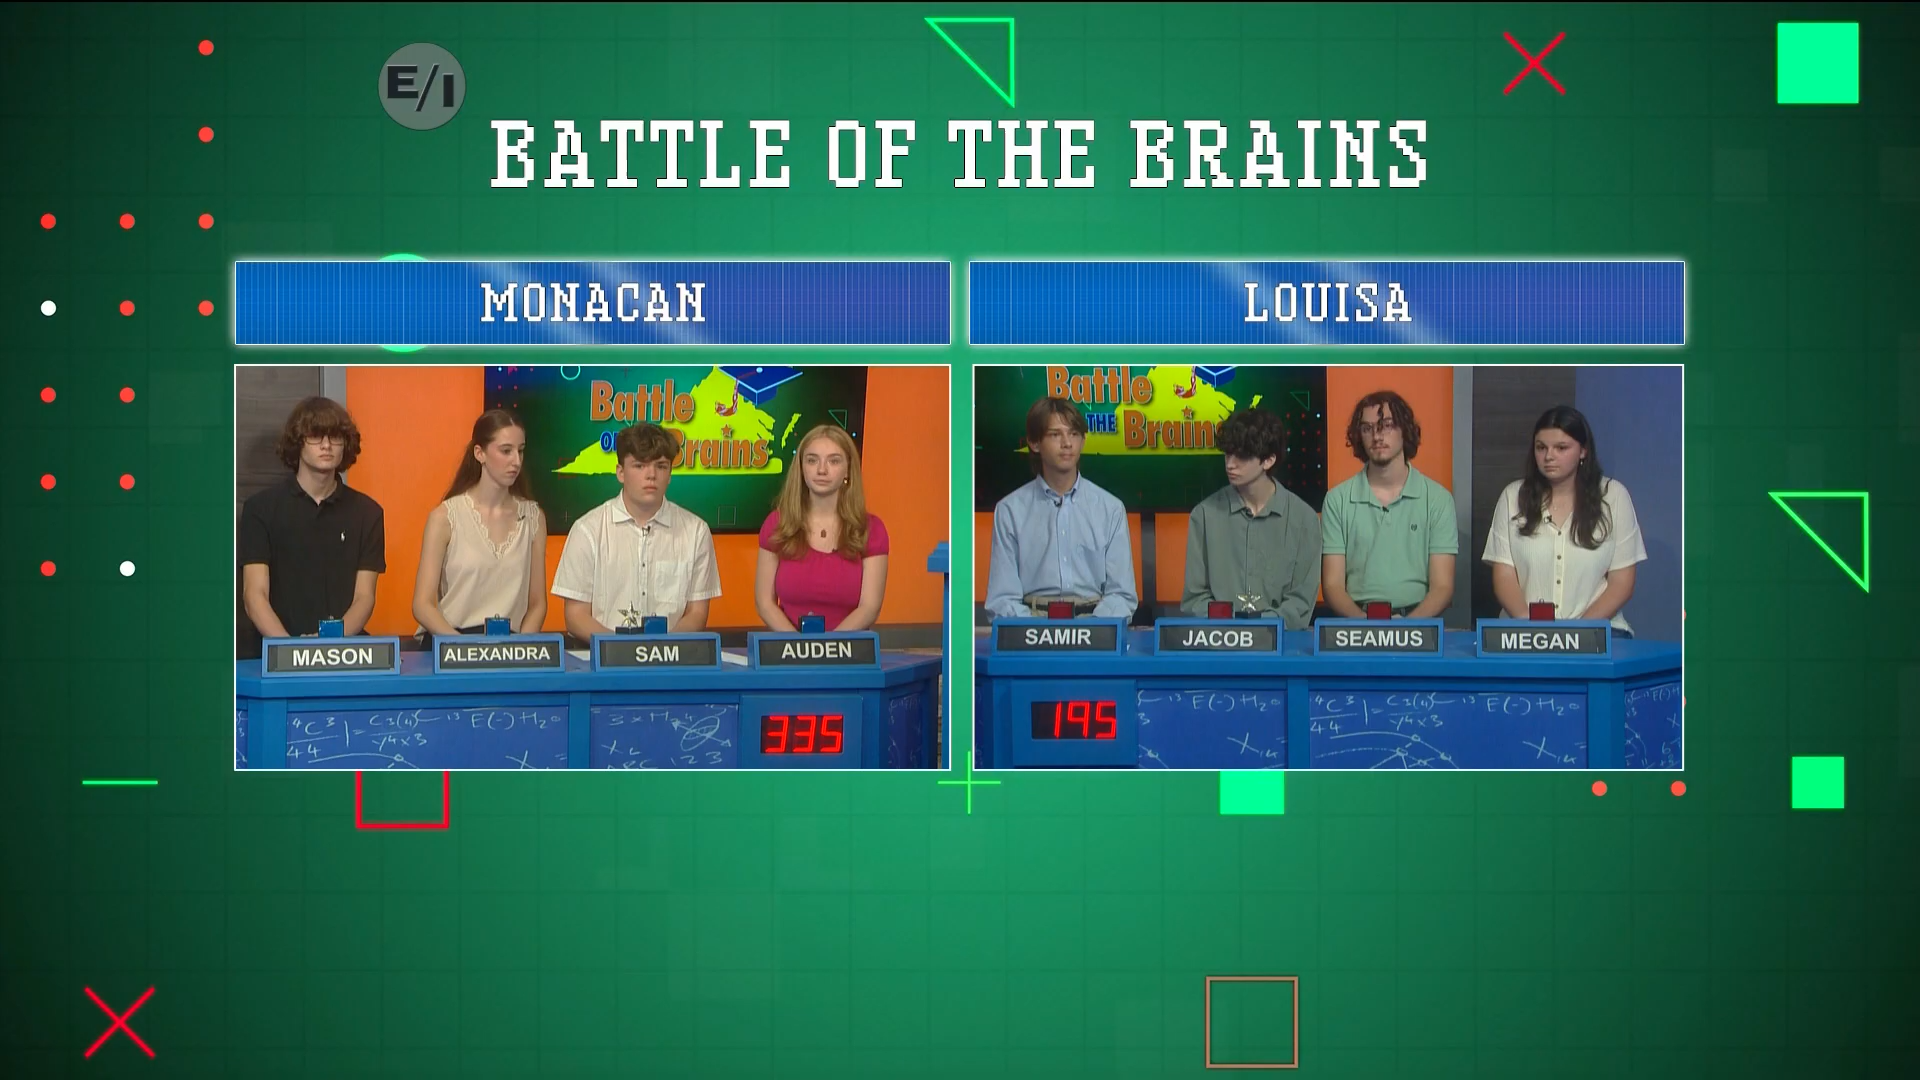 E/I
BATTLE OF THE BRAINS
MONACAN
LOUISA
Battle
Brains
Battle
THE
Brain
MASON
ALEXANDRA
SAM
AUDEN
SAMIR
JACOB
SEAMUS
MEGAN
335
195